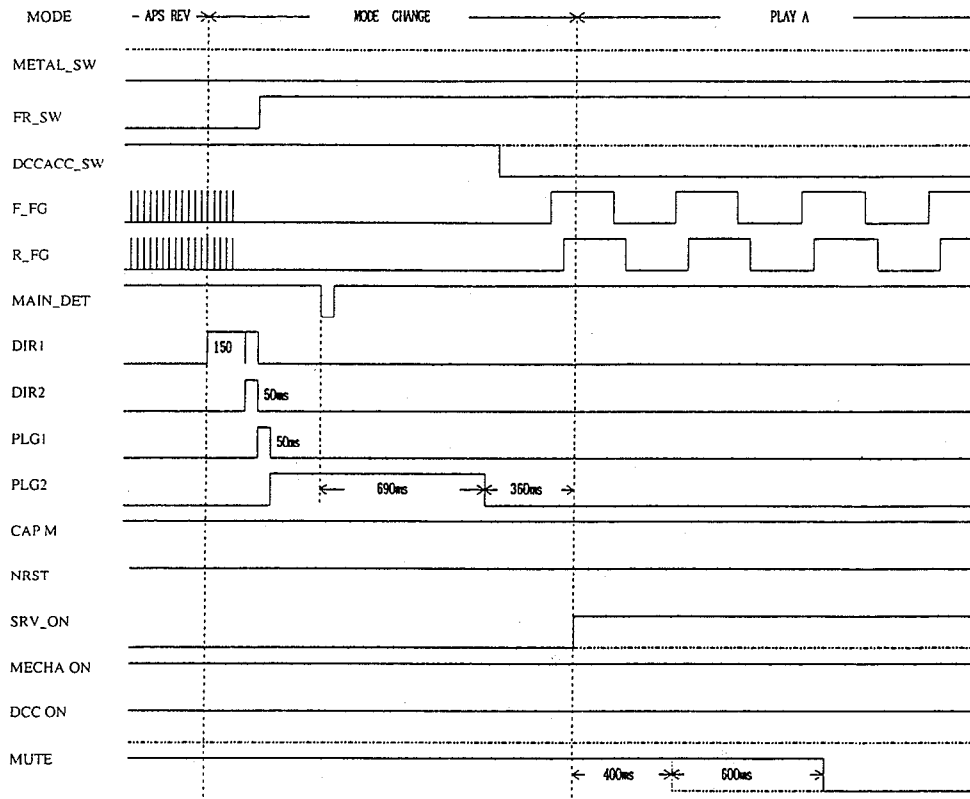 MODE - APS REV MODE CHANGE PLAY A
METAL_SW
FR_SW
DCCACC_SW
F_FG
R_FG
MAIN_DET
DIR1 150
DIR2 50ms
PLG1 50ms
PLG2 690ms 360ms
CAP M
NRST
SRV_ON
MECHA ON
DCC ON
MUTE 400ms 600ms